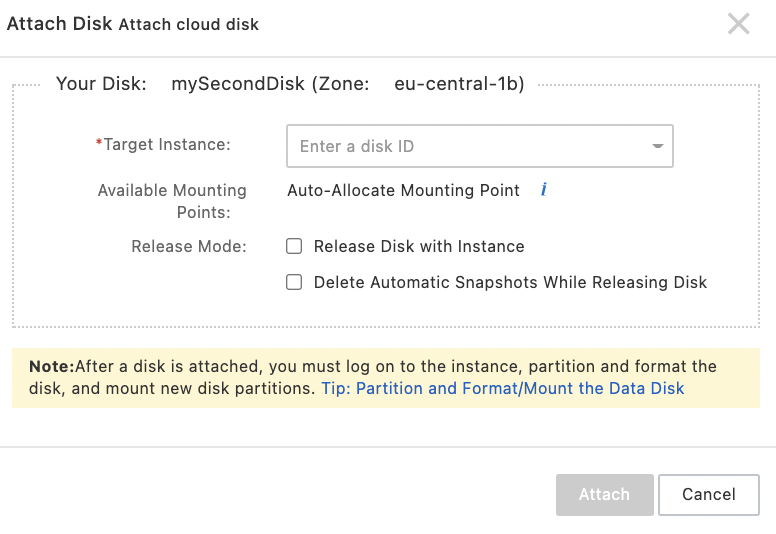 Attach Disk Attach cloud disk
Your Disk: mySecondDisk (Zone: eu-central-1b)
*Target Instance: Enter a disk ID
Available Mounting Points: Auto-Allocate Mounting Point i
Release Mode: Release Disk with Instance
Delete Automatic Snapshots While Releasing Disk
Note:After a disk is attached, you must log on to the instance, partition and format the
disk, and mount new disk partitions. Tip: Partition and Format/Mount the Data Disk
Attach Cancel